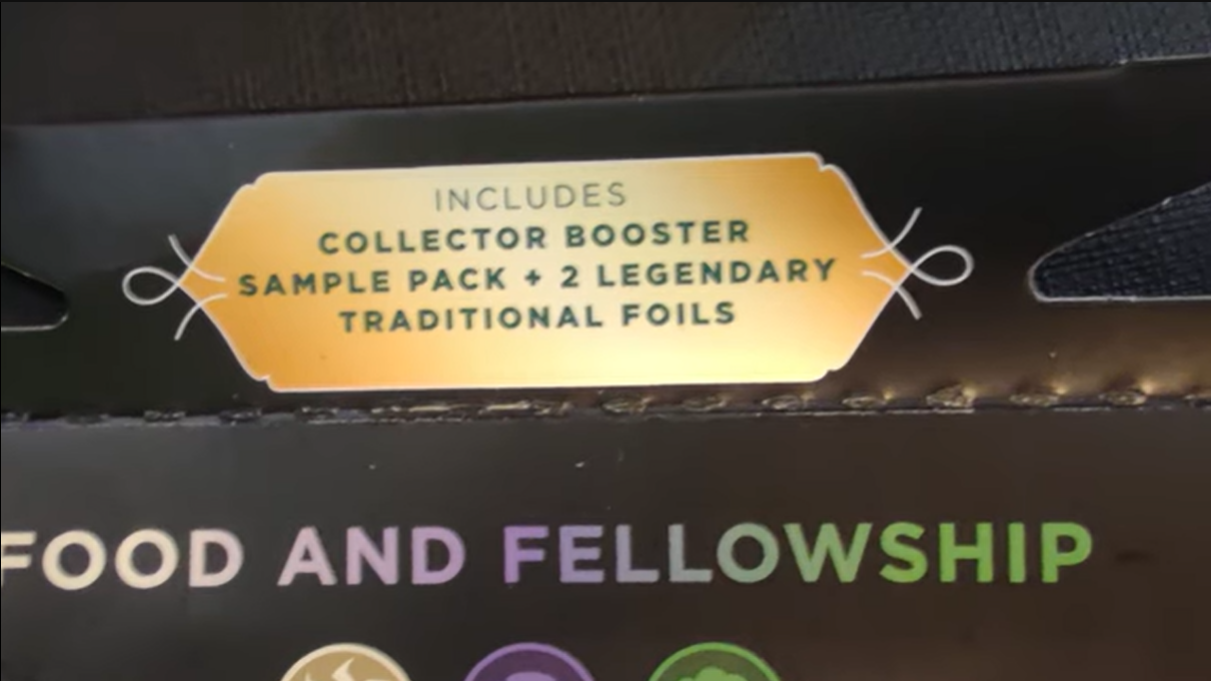 INCLUDES
COLLECTOR BOOSTER
SAMPLE PACK + 2 LEGENDARY
TRADITIONAL FOILS
FOOD AND FELLOWSHIP